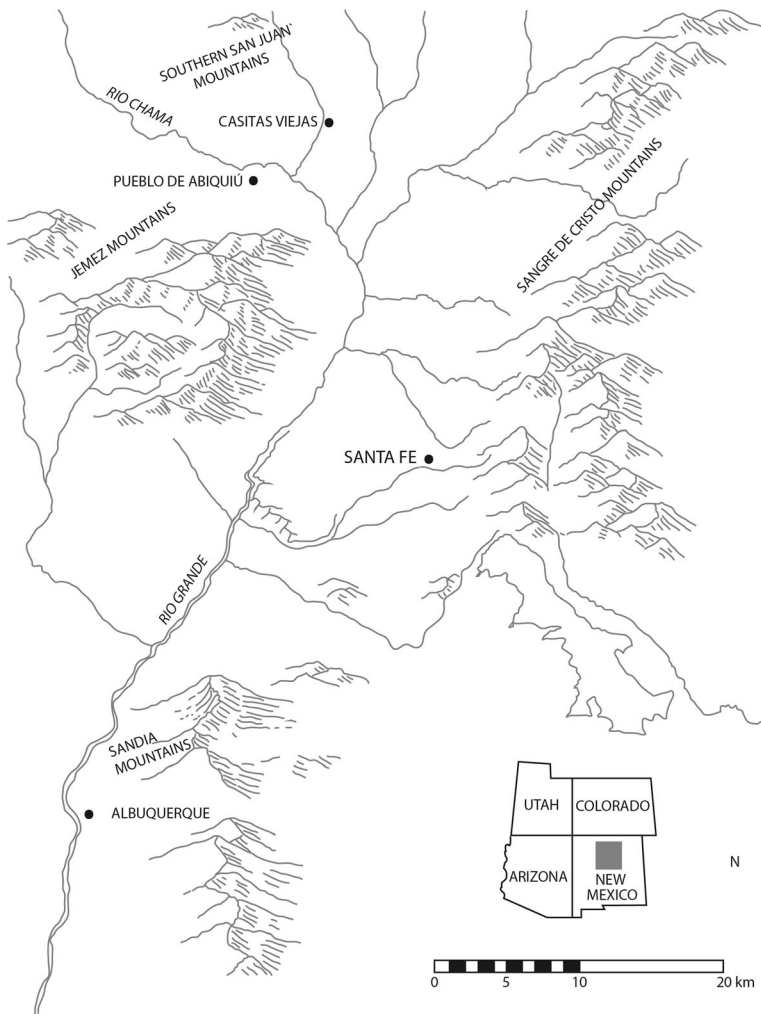 SOUTHERN SAN JUAN
MOUNTAINS
RIO CHAMA
CASITAS VIEJAS
PUEBLO DE ABIQUIÚ
SANGRE DE CRISTO MOUNTAINS
JEMEZ MOUNTAINS
SANTA FE
RIO GRANDE
SANDIA
MOUNTAINS
ALBUQUERQUE
UTAH
COLORADO
ARIZONA
NEW
MEXICO
N
0 5 10 20 km